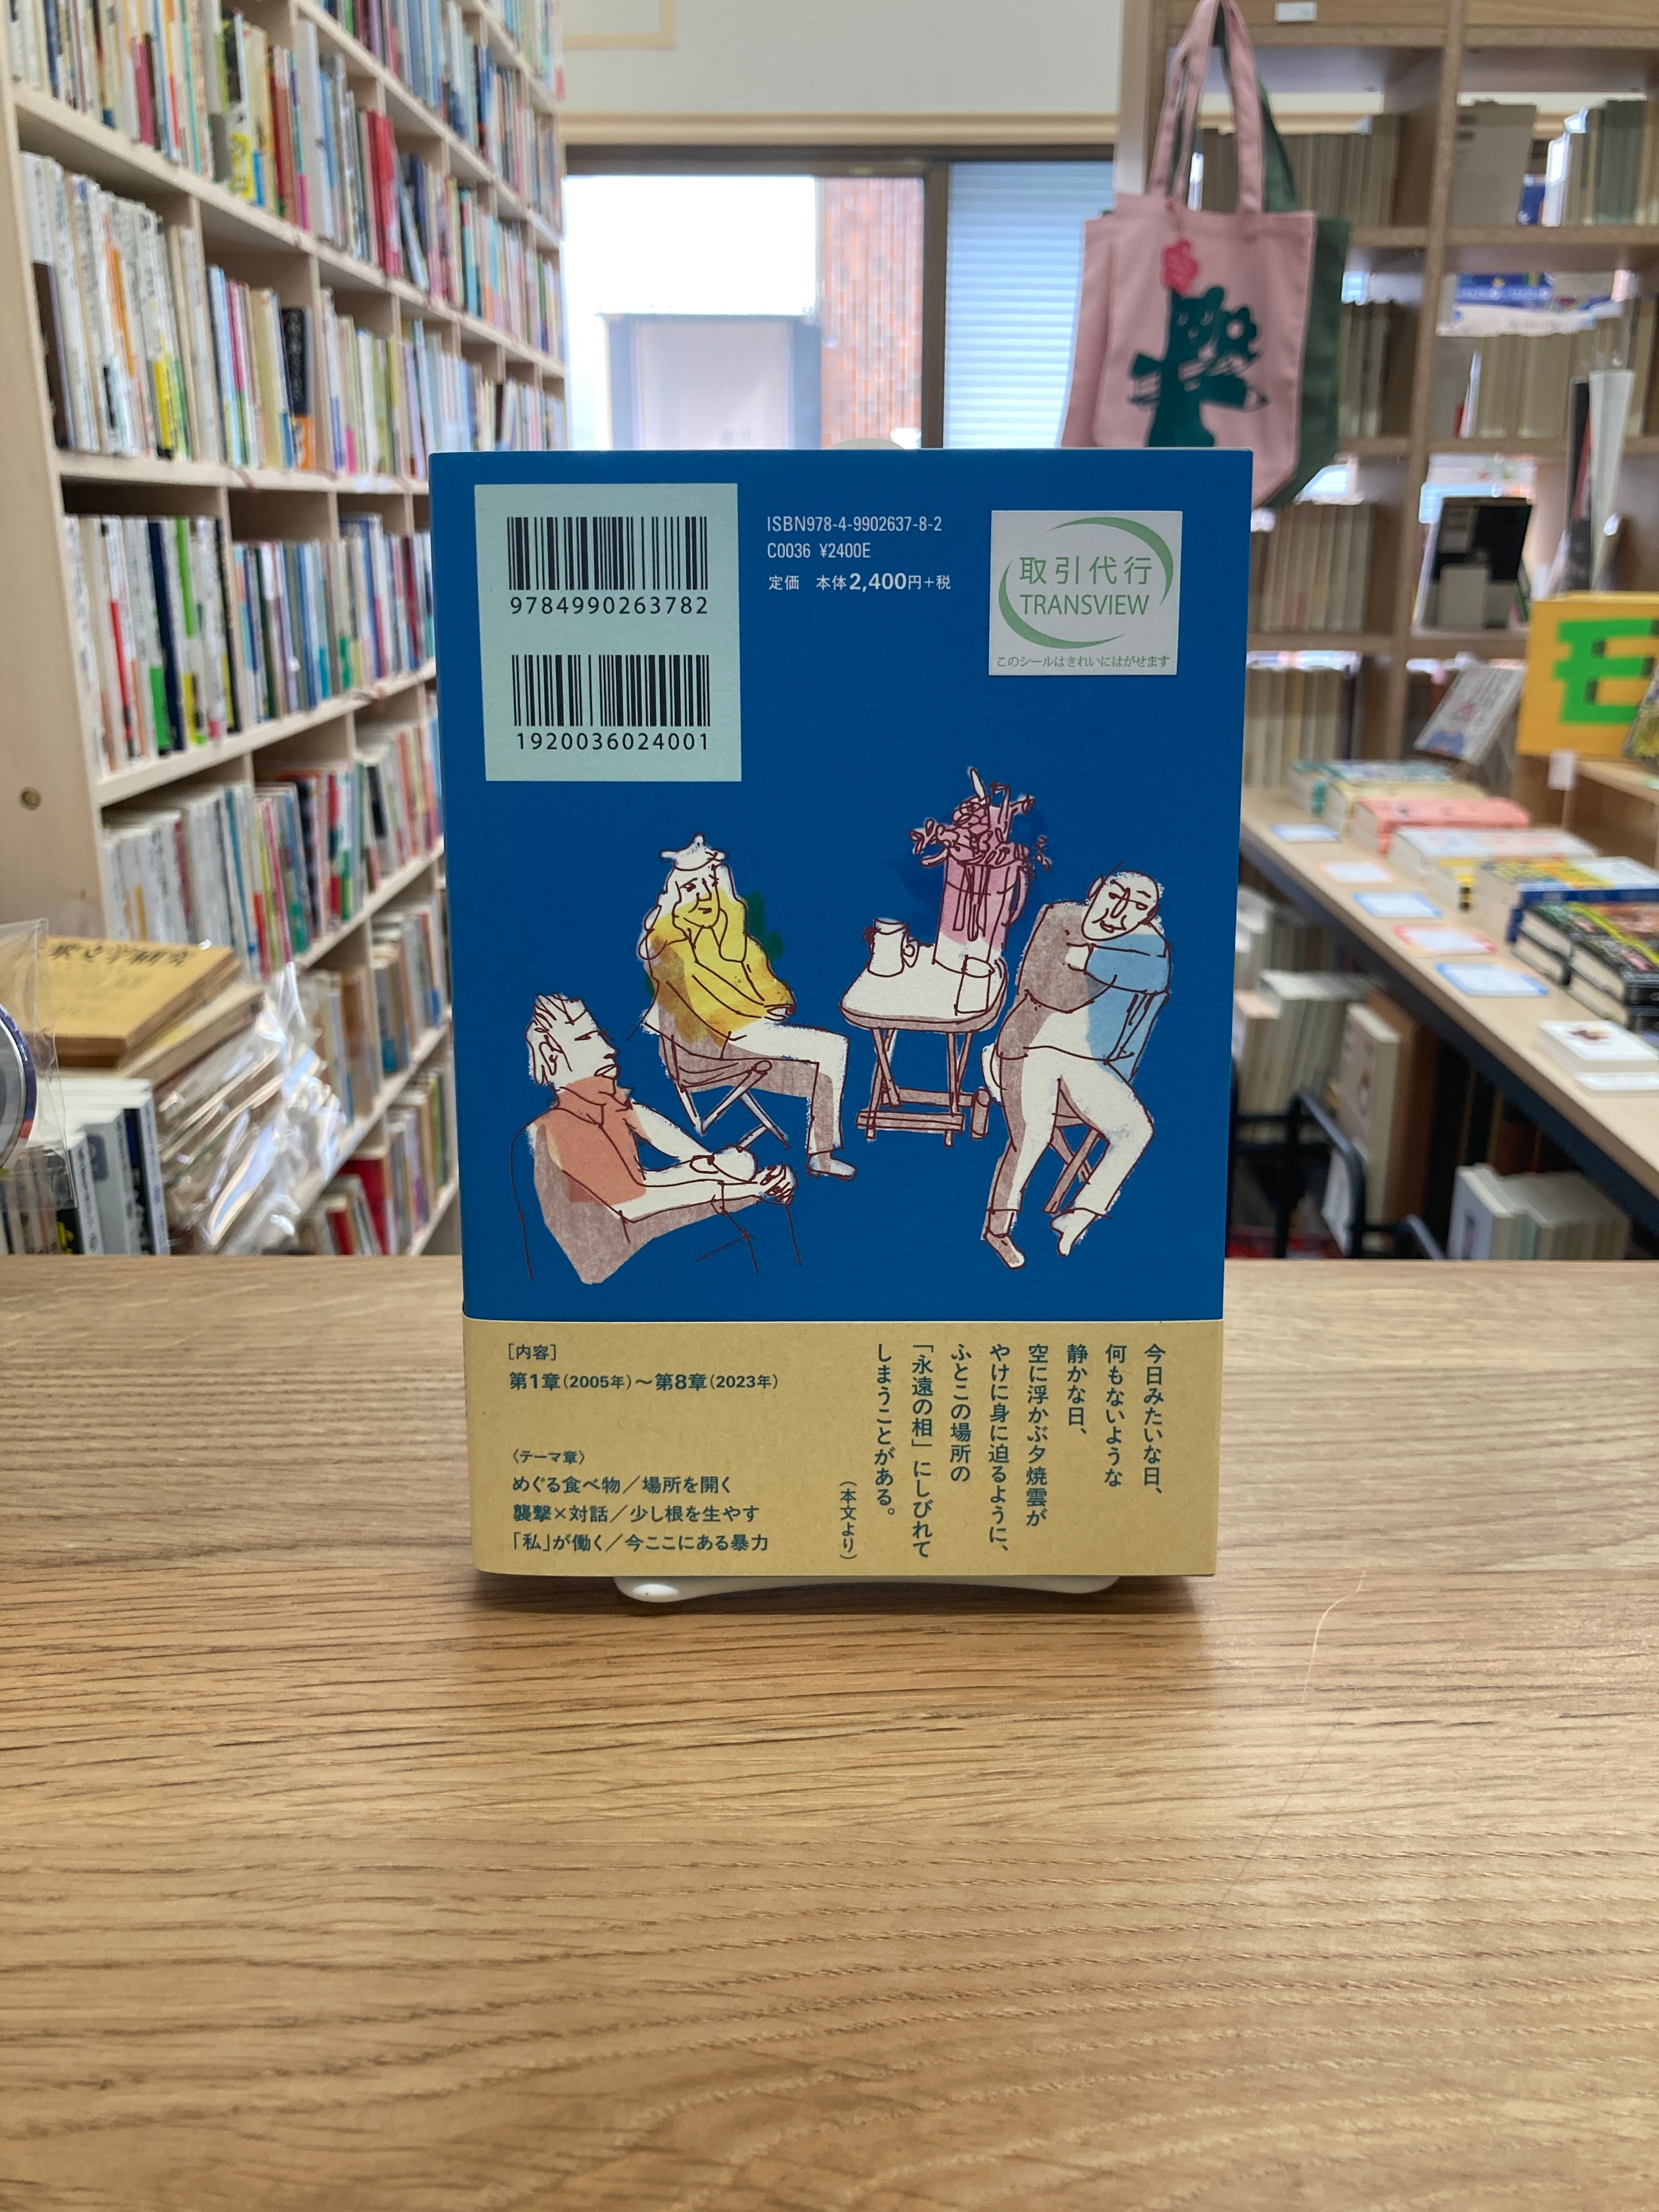 9784990263782
1920036024001
ISBN978-4-9902637-8-2
C0036 ¥2400E
定価 本体2,400円+税
取引代行
TRANSVIEW
このシールはきれいにはがせます
[内容]
第1章(2005年)〜第8章(2023年)
〈テーマ章〉
めぐる食べ物／場所を開く
襲撃×対話／少し根を生やす
「私」が働く／今ここにある暴力
今日みたいな日、
何もないような
静かな日、
空に浮かぶ夕焼雲が
やけに身に迫るように、
ふとこの場所の
「永遠の相」にしびれて
しまうことがある。
(本文より)